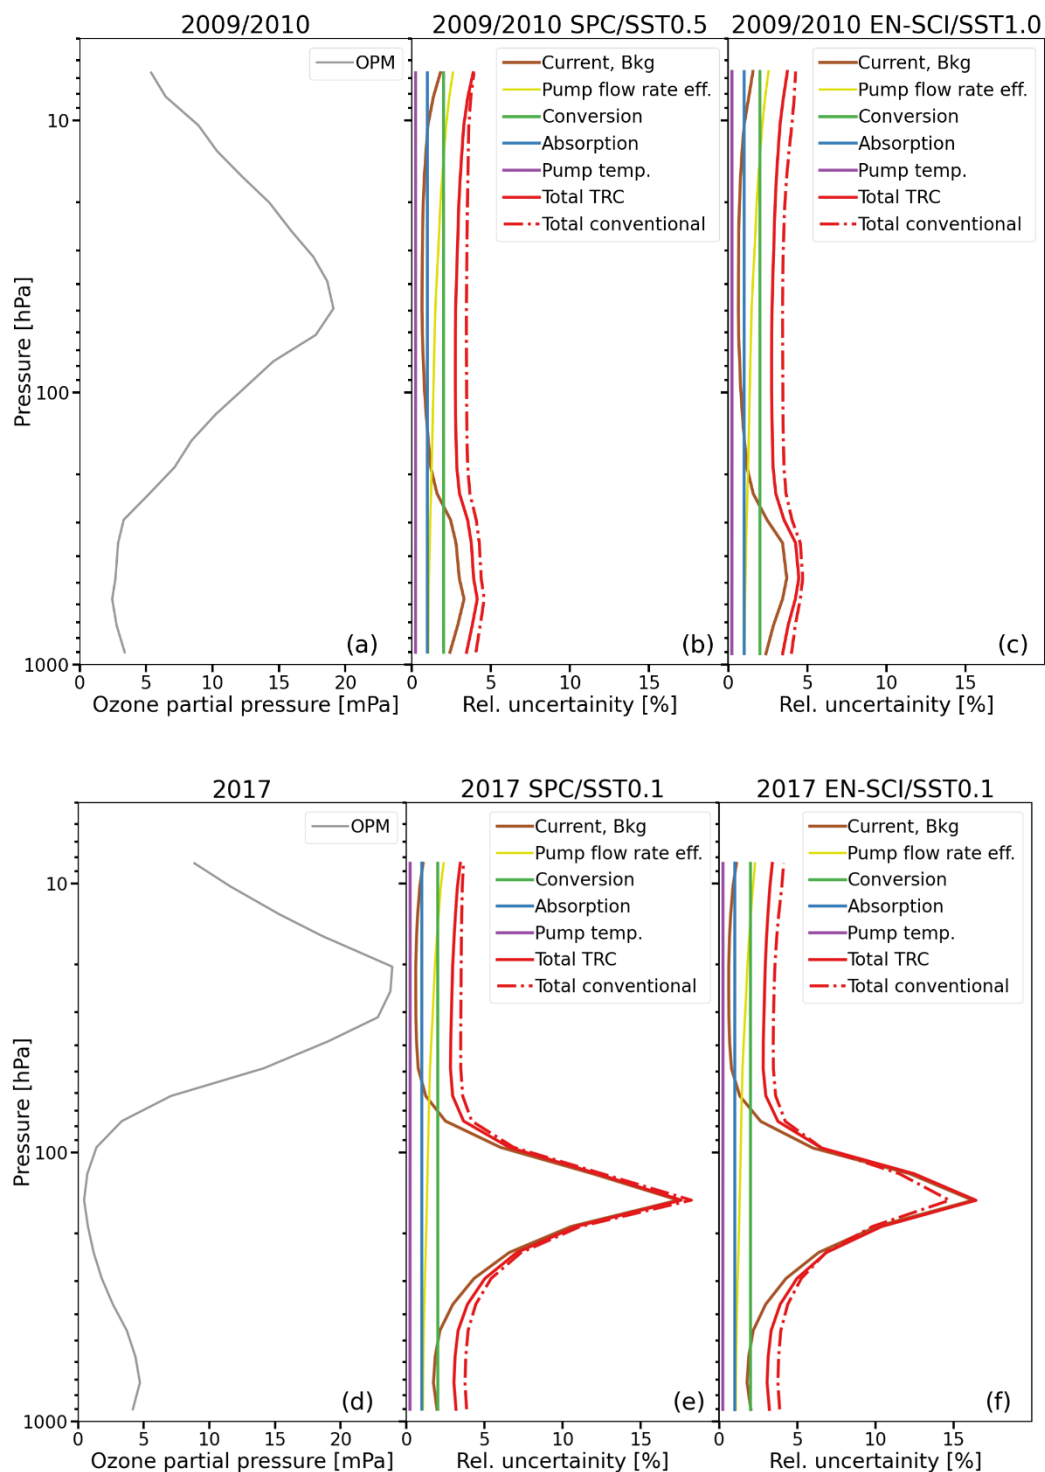 2009/2010
2009/2010 SPC/SST0.5
2009/2010 EN-SCI/SST1.0
OPM
Current, Bkg
Pump flow rate eff.
Conversion
Absorption
Pump temp.
Total TRC
Total conventional
Current, Bkg
Pump flow rate eff.
Conversion
Absorption
Pump temp.
Total TRC
Total conventional
Pressure [hPa]
10
100
1000
(a)
(b)
(c)
0 5 10 15 20
0 5 10 15
0 5 10 15
Ozone partial pressure [mPa]
Rel. uncertainity [%]
Rel. uncertainity [%]
2017
2017 SPC/SST0.1
2017 EN-SCI/SST0.1
OPM
Current, Bkg
Pump flow rate eff.
Conversion
Absorption
Pump temp.
Total TRC
Total conventional
Current, Bkg
Pump flow rate eff.
Conversion
Absorption
Pump temp.
Total TRC
Total conventional
Pressure [hPa]
10
100
1000
(d)
(e)
(f)
0 5 10 15 20
0 5 10 15
0 5 10 15
Ozone partial pressure [mPa]
Rel. uncertainity [%]
Rel. uncertainity [%]